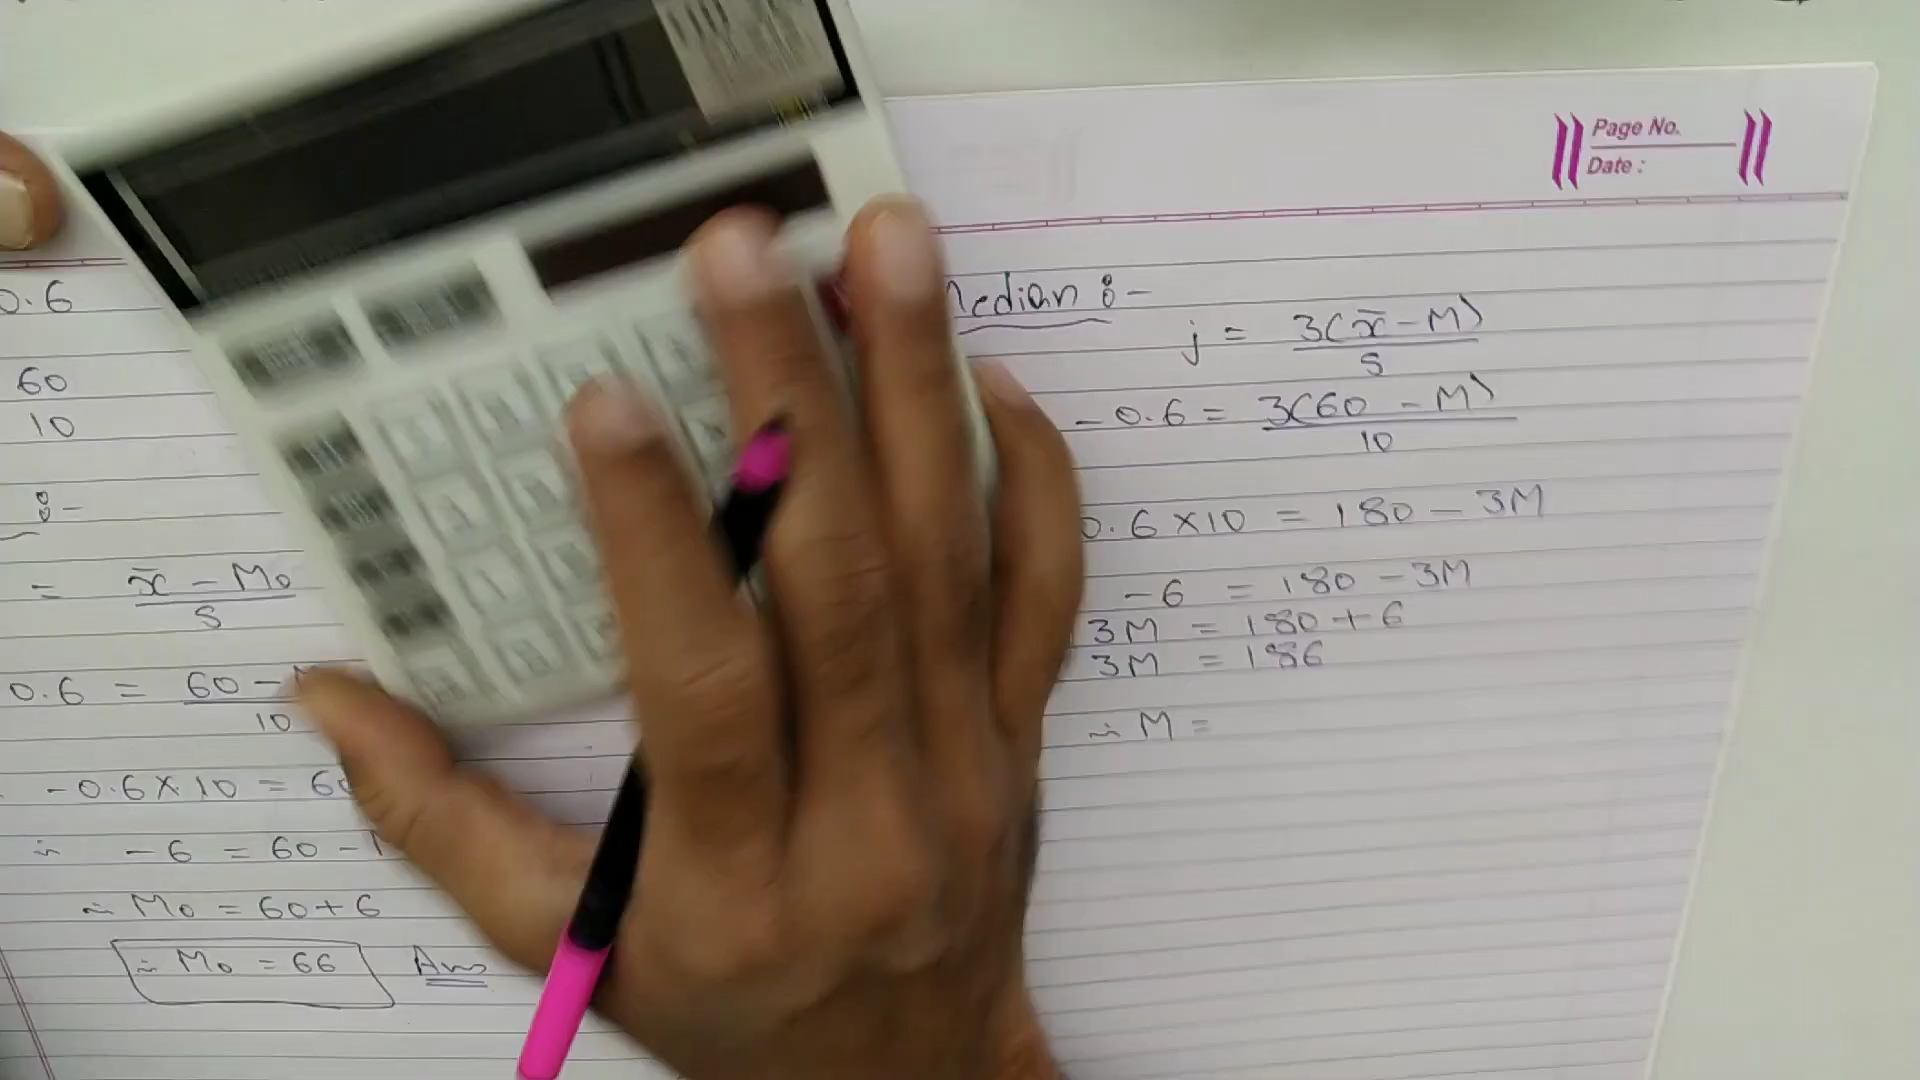 Page No.
Date :
0.6
60
10
:-
= x̄ - Mo
S
0.6 = 60 -
10
-0.6 × 10 = 60
∴ -6 = 60 -
∴ Mo = 60 + 6
∴ Mo = 66 Ans
Median :-
j = 3(x̄ - M)
S
-0.6 = 3(60 - M)
10
0.6 × 10 = 180 - 3M
-6 = 180 - 3M
3M = 180 + 6
3M = 186
∴ M =